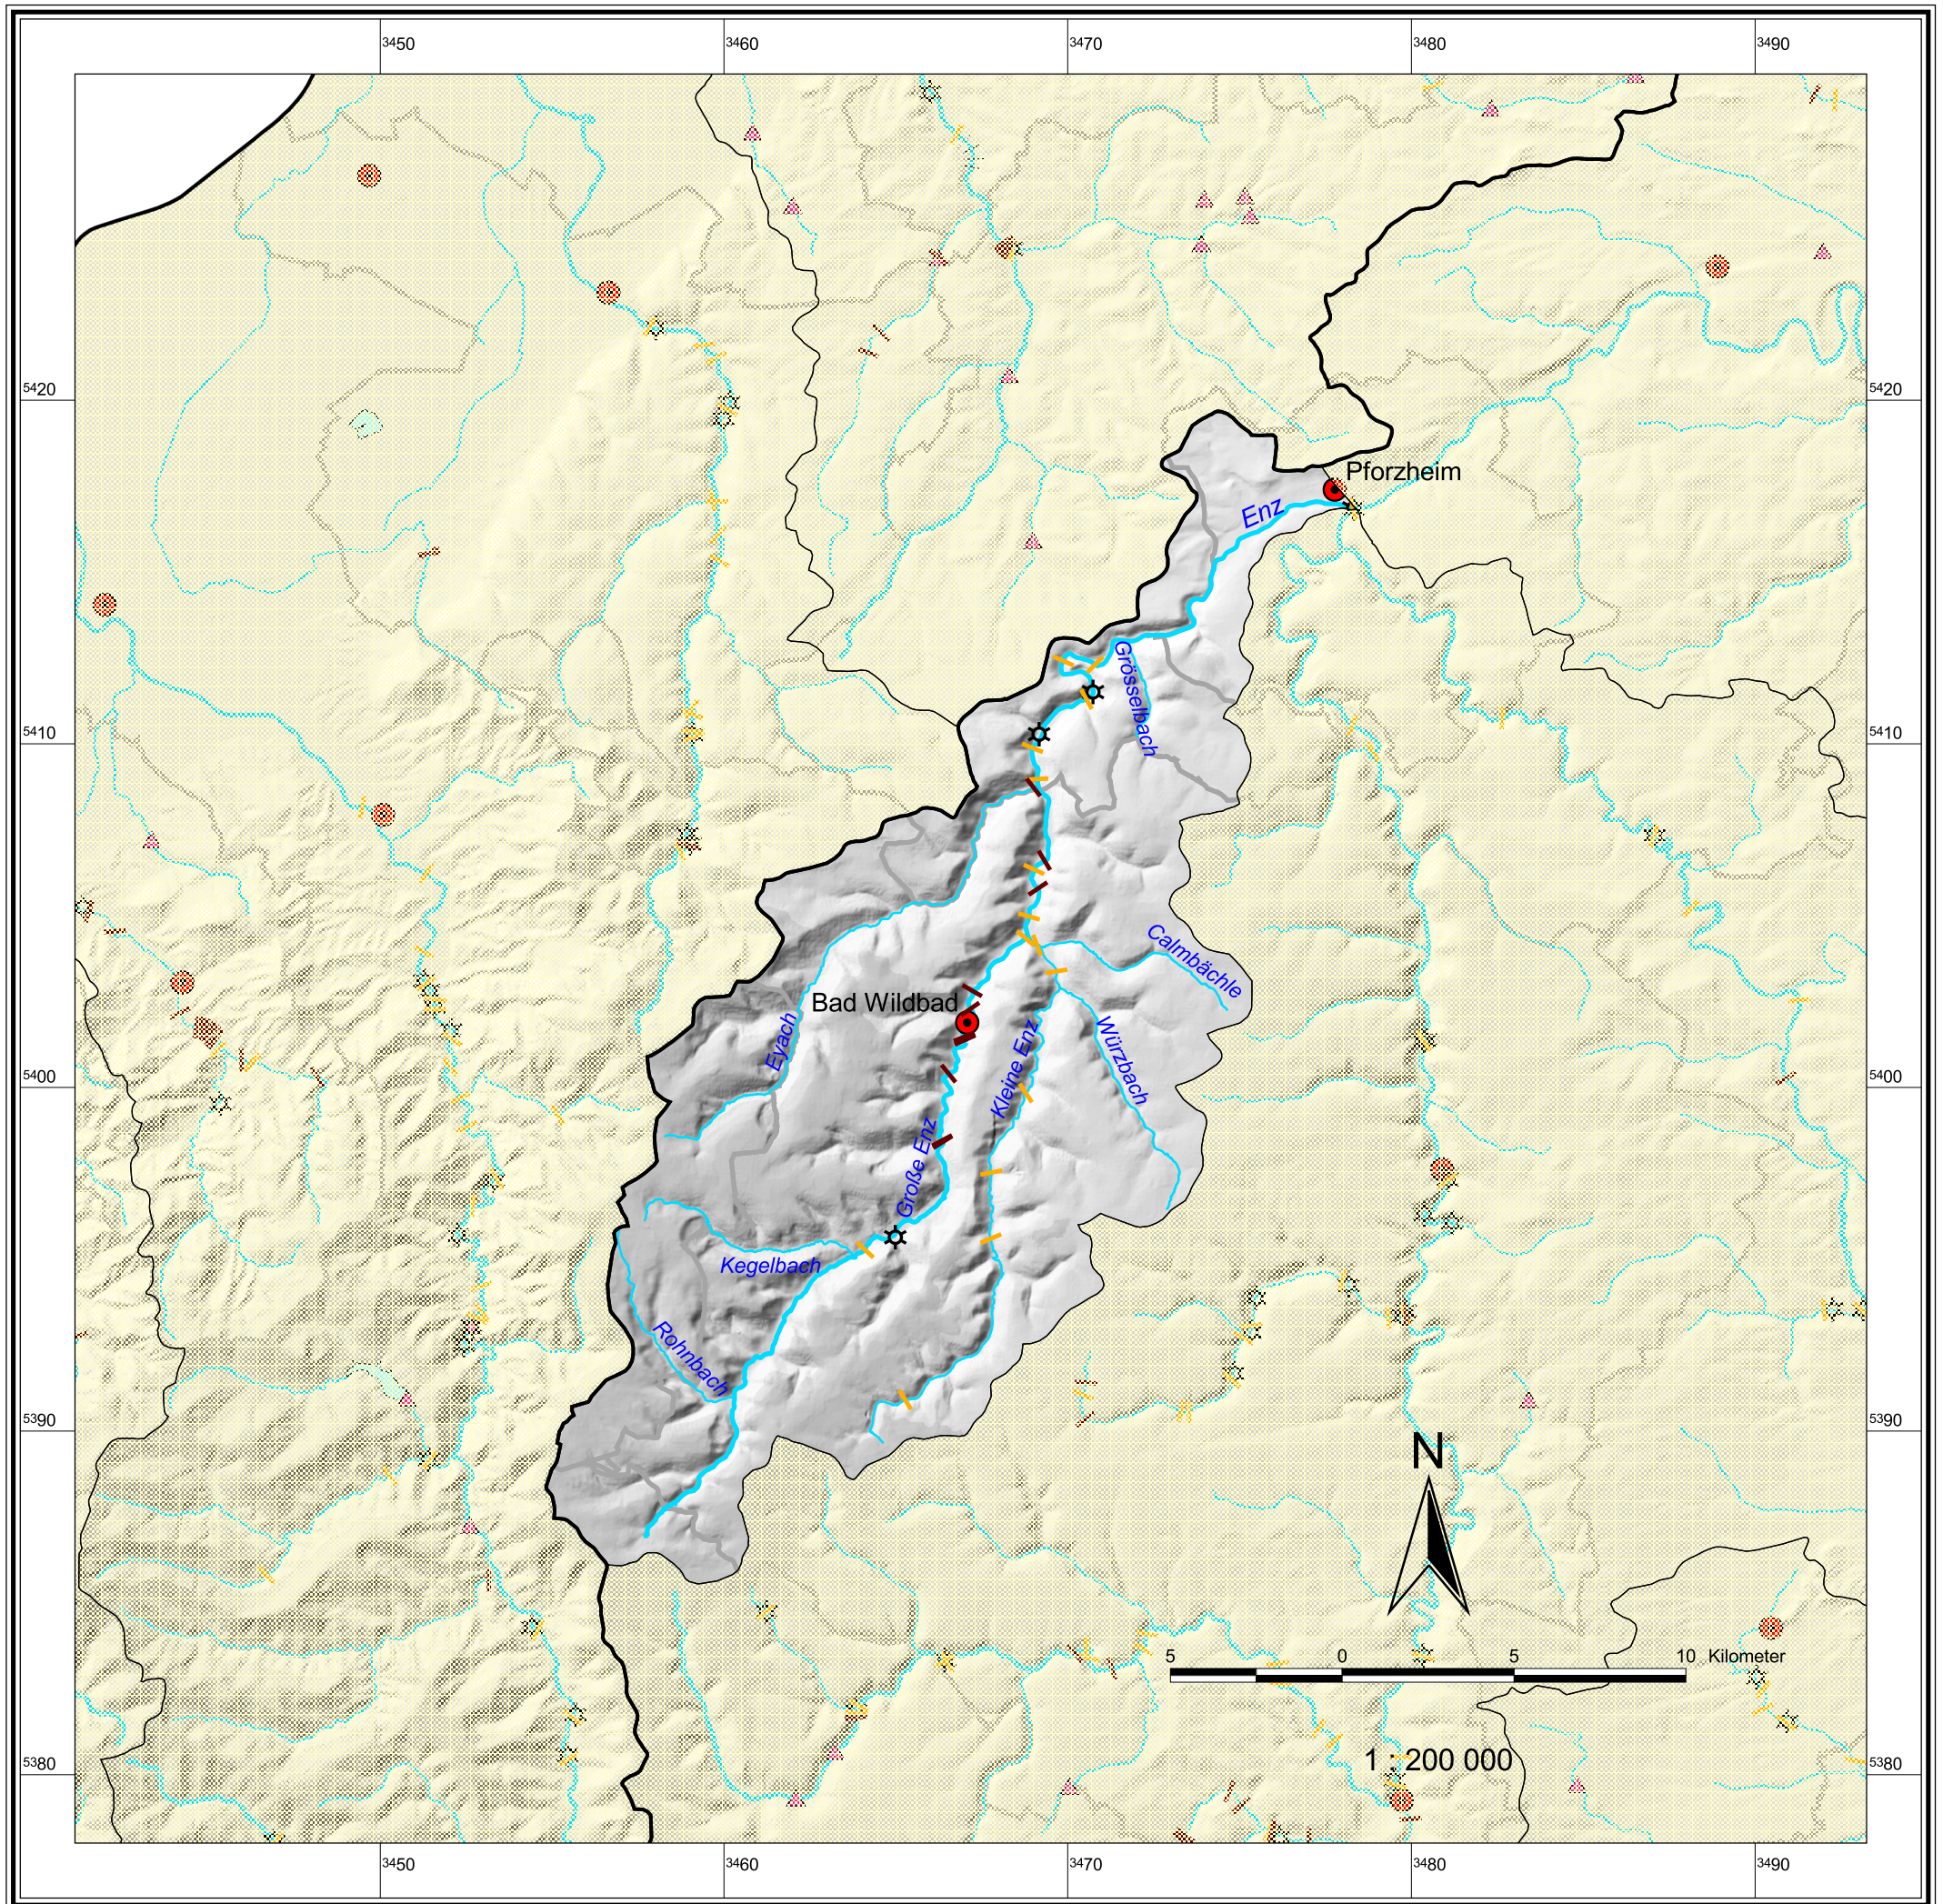 3450 3460 3470 3480 3490
5420 5420
Pforzheim
Enz
Grösselbach
5410 5410
Calmbächle
Bad Wildbad
Eyach
Kleine Enz
Würzbach
5400 5400
Große Enz
Kegelbach
Rohnbach
5390 5390
N
5 0 5 10 Kilometer
1 : 200 000
5380 5380
3450 3460 3470 3480 3490